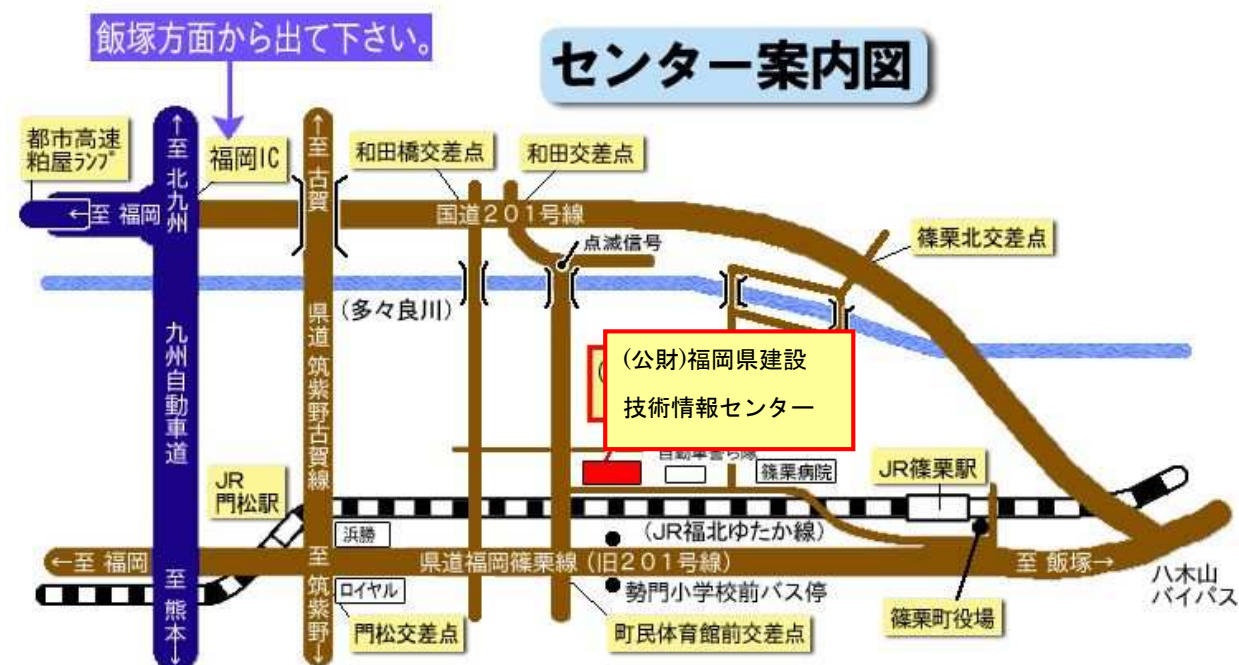 飯塚方面から出て下さい。
センター案内図
都市高速
粕屋ランプ
福岡IC
↑至 北九州
↑至 古賀
和田橋交差点
和田交差点
←至 福岡
国道201号線
点滅信号
篠栗北交差点
(多々良川)
九州自動車道
県道 筑紫野古賀線
(公財)福岡県建設
技術情報センター
自動車警ら隊
篠栗病院
JR篠栗駅
JR
門松駅
浜勝
(JR福北ゆたか線)
←至 福岡
県道福岡篠栗線(旧201号線)
至 飯塚→
八木山
バイパス
至 熊本→
至 筑紫野→
ロイヤル
勢門小学校前バス停
篠栗町役場
門松交差点
町民体育館前交差点